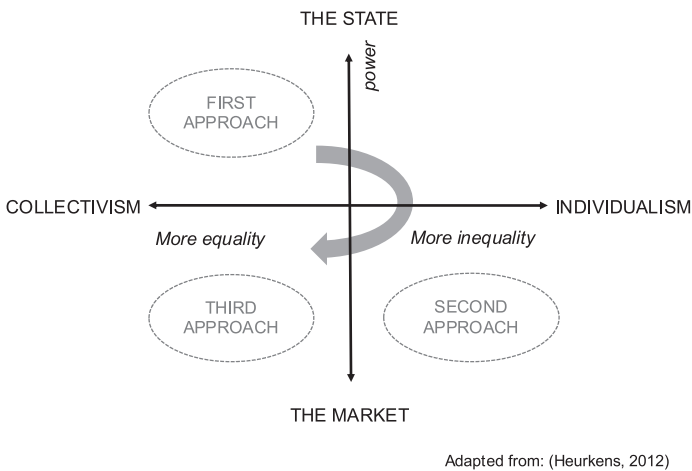 THE STATE
power
FIRST
APPROACH
COLLECTIVISM
INDIVIDUALISM
More equality
More inequality
THIRD
APPROACH
SECOND
APPROACH
THE MARKET
Adapted from: (Heurkens, 2012)